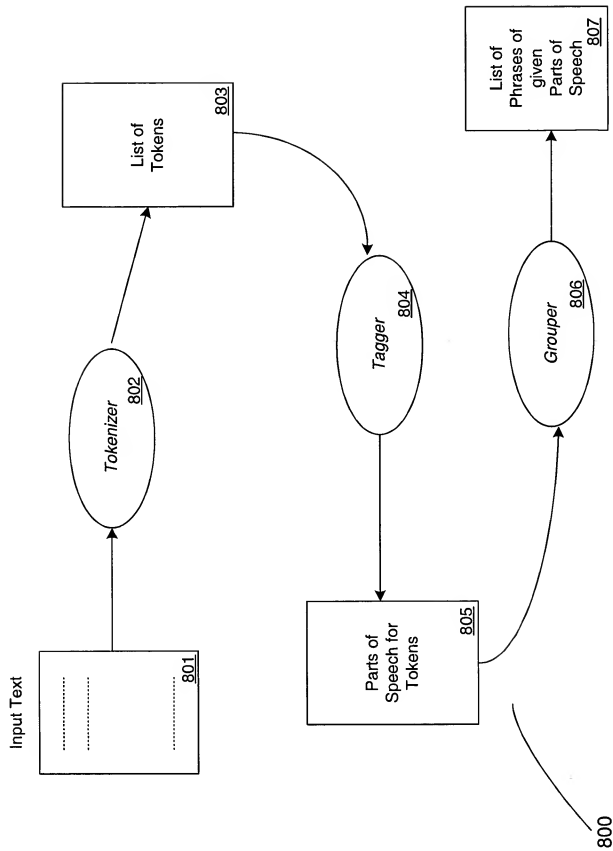 Input Text
801
Tokenizer
802
List of
Tokens
803
Tagger
804
Parts of
Speech for
Tokens
805
Grouper
806
List of
Phrases of
given
Parts of
Speech
807
800